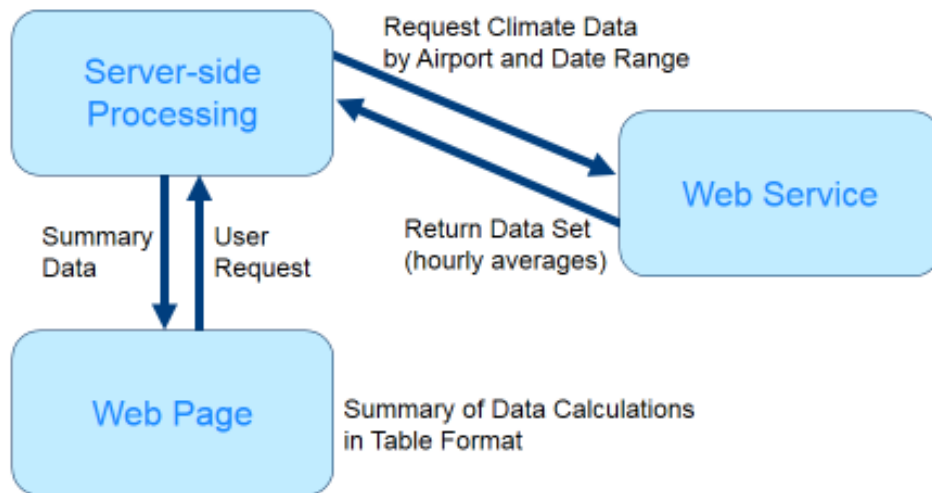 Server-side
Processing
Request Climate Data
by Airport and Date Range
Web Service
Return Data Set
(hourly averages)
Summary
Data
User
Request
Web Page
Summary of Data Calculations
in Table Format